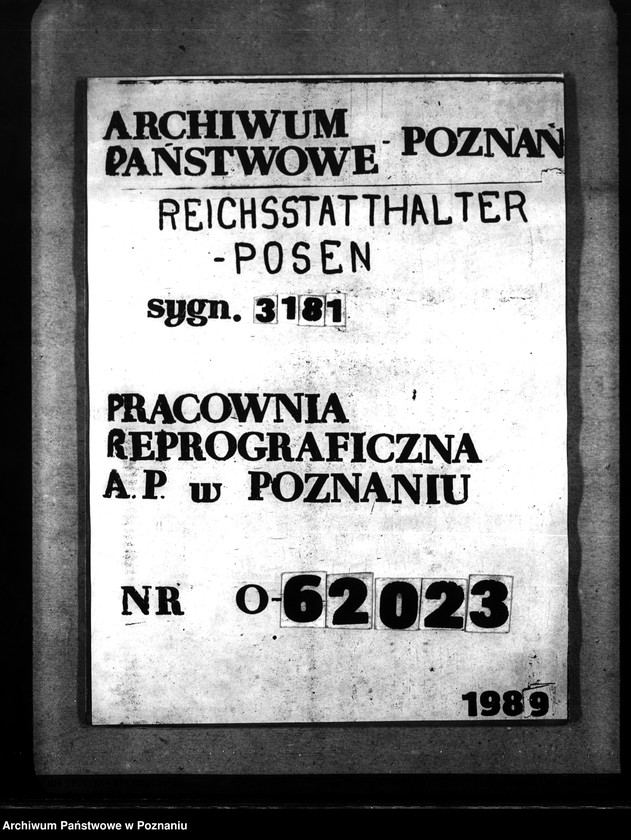 ARCHIWUM
PAŃSTWOWE - POZNAŃ
REICHSSTATTHALTER
-POSEN
sygn. 3181
PRACOWNIA
REPROGRAFICZNA
A.P. w POZNANIU
NR O-62023
1989
Archiwum Państwowe w Poznaniu